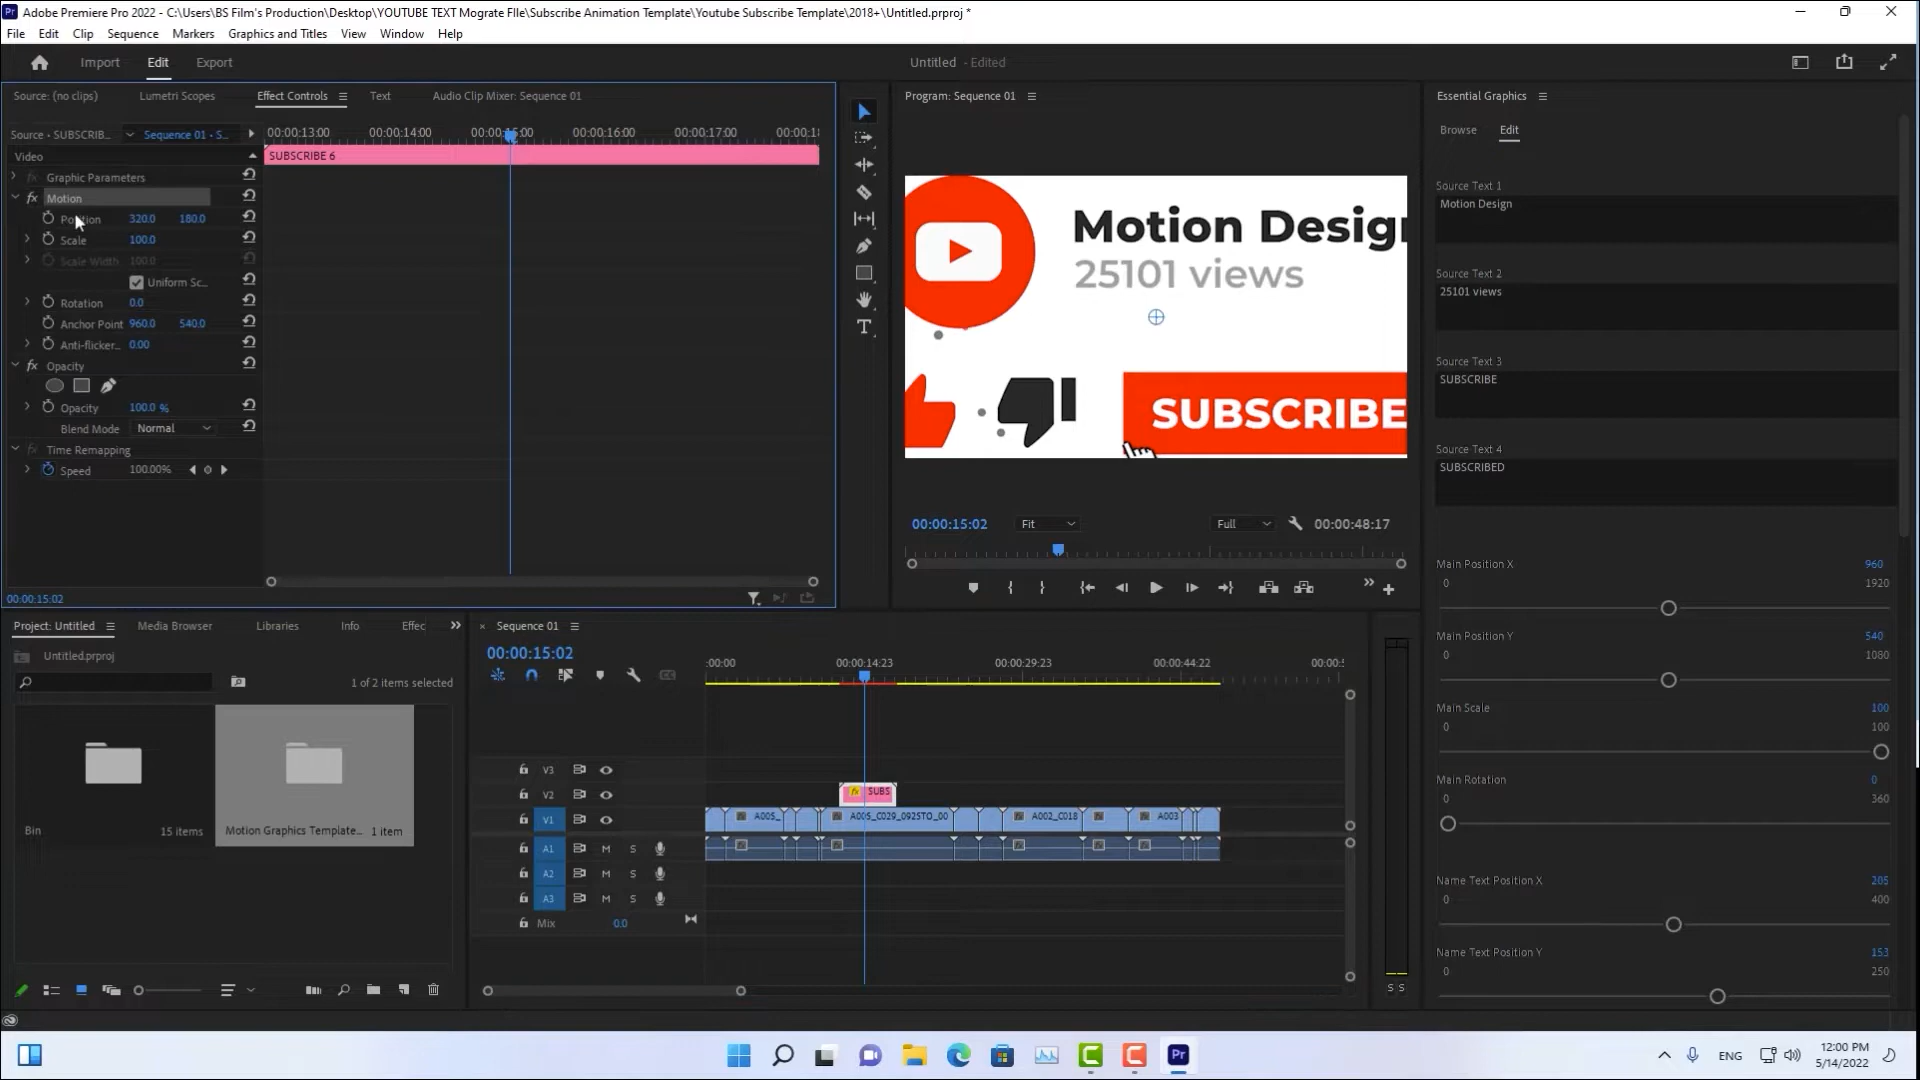 Pr Adobe Premiere Pro 2022 - C:\Users\BS Film's Production\Desktop\YOUTUBE TEXT Mograte FIle\Subscribe Animation Template\Youtube Subscribe Template\2018+\Untitled.prproj *
File Edit Clip Sequence Markers Graphics and Titles View Window Help
Import Edit Export Untitled - Edited
Source: (no clips) Lumetri Scopes Effect Controls Text Audio Clip Mixer: Sequence 01
Source • SUBSCRIB... Sequence 01 - S...
00:00:13:00 00:00:14:00 00:00:15:00 00:00:16:00 00:00:17:00 00:00:18
Video
SUBSCRIBE 6
Graphic Parameters
fx Motion
Position 320.0 180.0
Scale 100.0
Scale Width 100.0
Uniform Sc...
Rotation 0.0
Anchor Point 960.0 540.0
Anti-flicker... 0.00
fx Opacity
Opacity 100.0 %
Blend Mode Normal
Time Remapping
Speed 100.00%
00:00:15:02
Program: Sequence 01
Motion Design
25101 views
SUBSCRIBE
00:00:15:02 Fit Full 00:00:48:17
Essential Graphics
Browse Edit
Source Text 1
Motion Design
Source Text 2
25101 views
Source Text 3
SUBSCRIBE
Source Text 4
SUBSCRIBED
Main Position X 960
0 1920
Main Position Y 540
0 1080
Main Scale 100
0 100
Main Rotation 0
0 360
Name Text Position X 205
0 400
Name Text Position Y 153
0 250
Project: Untitled Media Browser Libraries Info Effec
Untitled.prproj
1 of 2 items selected
Bin 15 items
Motion Graphics Template... 1 item
Sequence 01
00:00:15:02
:00:00 00:00:14:23 00:00:29:23 00:00:44:22 00:00:5
V3
V2 SUBS
V1 A005_ A005_C029_0925TO_00 A002_C018 A003
A1 M S
A2 M S
A3 M S
Mix 0.0
S S
Pr
ENG
12:00 PM
5/14/2022